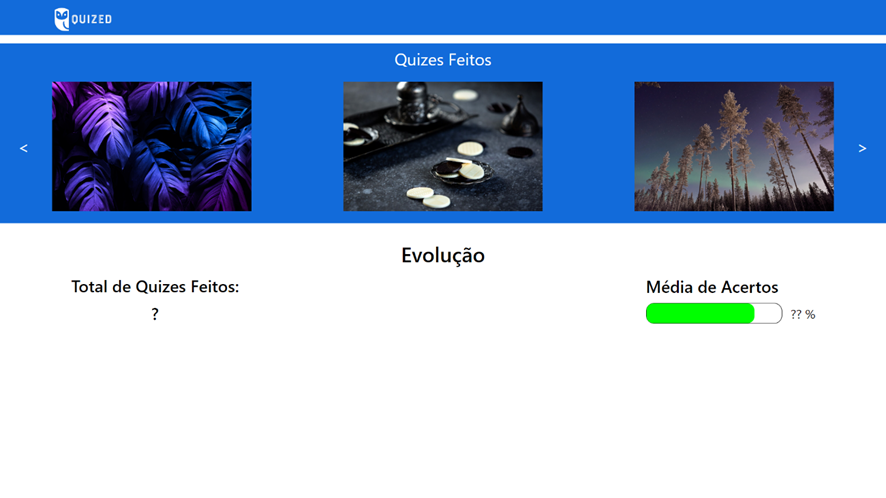 QUIZED
Quizes Feitos
< >
Evolução
Total de Quizes Feitos:
?
Média de Acertos
?? %